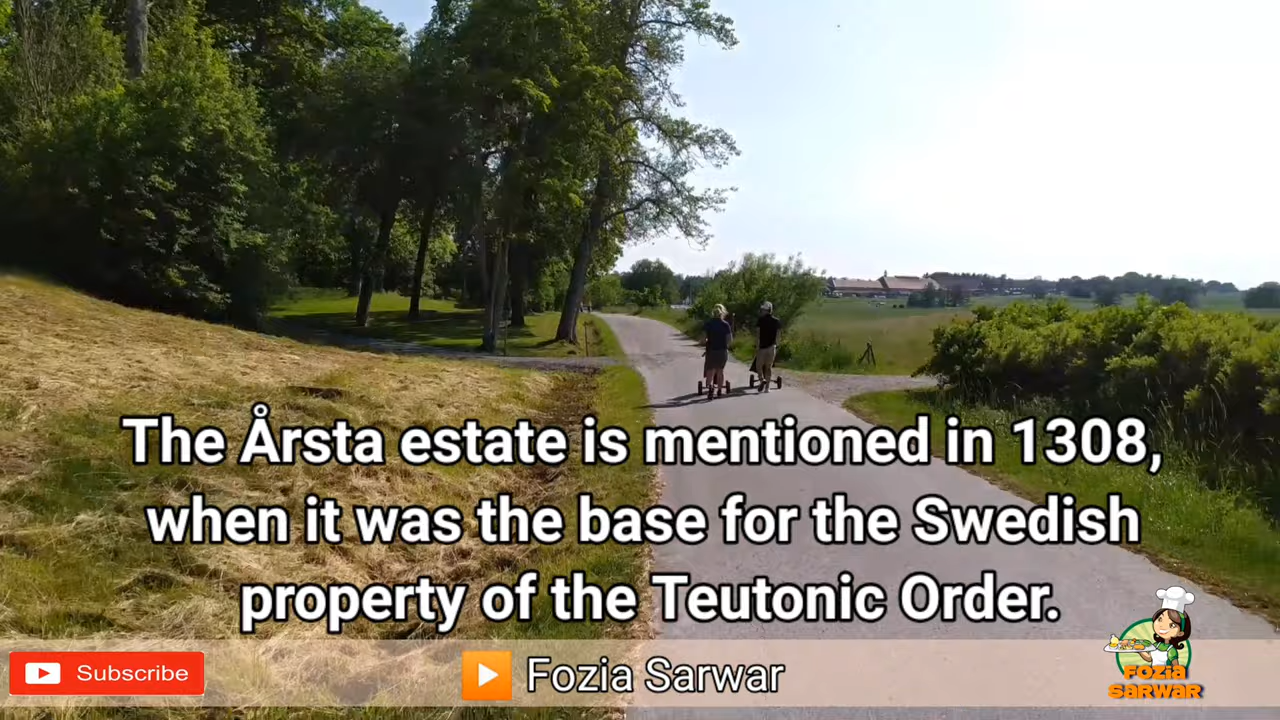 The Årsta estate is mentioned in 1308,
when it was the base for the Swedish
property of the Teutonic Order.
Subscribe
Fozia Sarwar
FOZIA
SARWAR